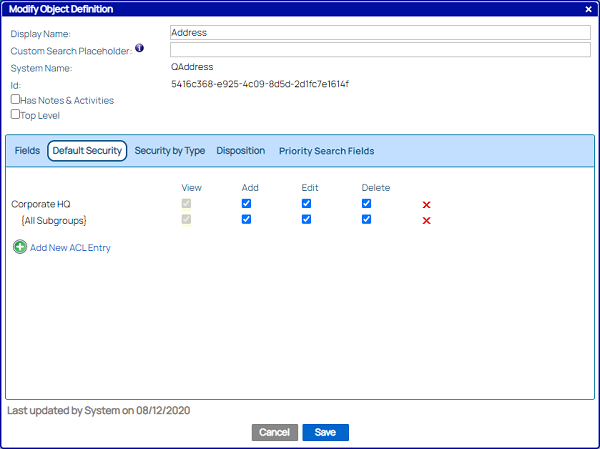 Modify Object Definition
Display Name: Address
Custom Search Placeholder:
System Name: QAddress
Id: 5416c368-e925-4c09-8d5d-2d1fc7e1614f
Has Notes & Activities
Top Level
Fields Default Security Security by Type Disposition Priority Search Fields
View Add Edit Delete
Corporate HQ
{All Subgroups}
Add New ACL Entry
Last updated by System on 08/12/2020
Cancel Save